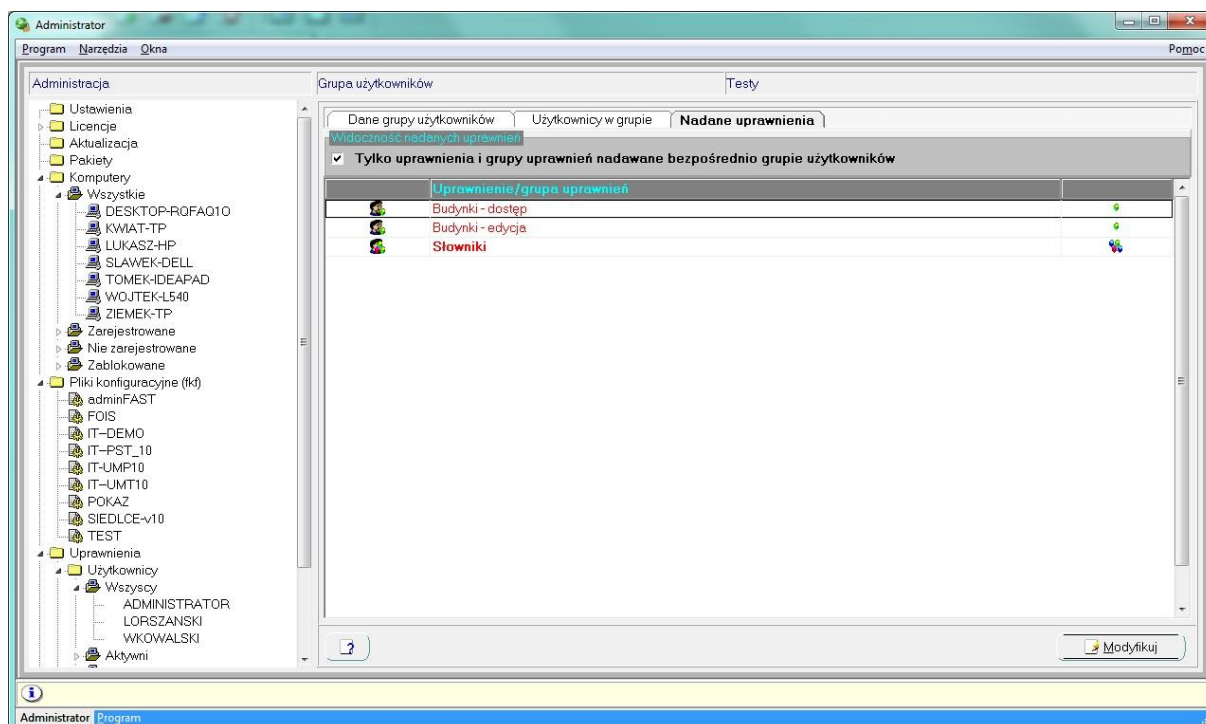 Administrator
Program Narzędzia Okna Pomoc
Administracja
Grupa użytkowników
Testy
Ustawienia
Licencje
Aktualizacja
Pakiety
Komputery
Wszystkie
DESKTOP-RQFAQ1O
KWIAT-TP
LUKASZ-HP
SLAWEK-DELL
TOMEK-IDEAPAD
WOJTEK-L540
ZIEMEK-TP
Zarejestrowane
Nie zarejestrowane
Zablokowane
Pliki konfiguracyjne (fkf)
adminFAST
FOIS
IT-DEMO
IT-PST_10
IT-UMP10
IT-UMT10
POKAZ
SIEDLCE-v10
TEST
Uprawnienia
Użytkownicy
Wszyscy
ADMINISTRATOR
LORSZANSKI
WKOWALSKI
Aktywni
Dane grupy użytkowników Użytkownicy w grupie Nadane uprawnienia
Widoczność nadanych uprawnień
Tylko uprawnienia i grupy uprawnień nadawane bezpośrednio grupie użytkowników
Uprawnienie/grupa uprawnień
Budynki - dostęp
Budynki - edycja
Słowniki
?
Modyfikuj
Administrator Program